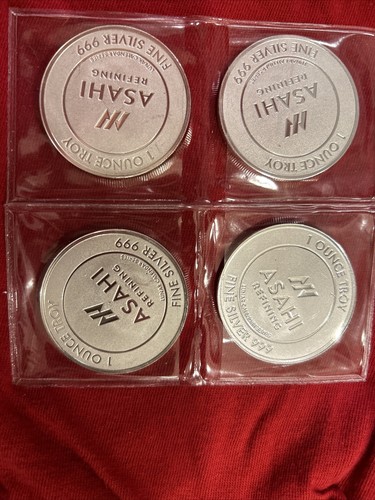 FINE SILVER 999
ASAHI
REFINING
1 OUNCE TROY
FINE SILVER 999
ASAHI
REFINING
1 OUNCE TROY
FINE SILVER 999
ASAHI
REFINING
1 OUNCE TROY
1 OUNCE TROY
ASAHI
REFINING
FINE SILVER 999